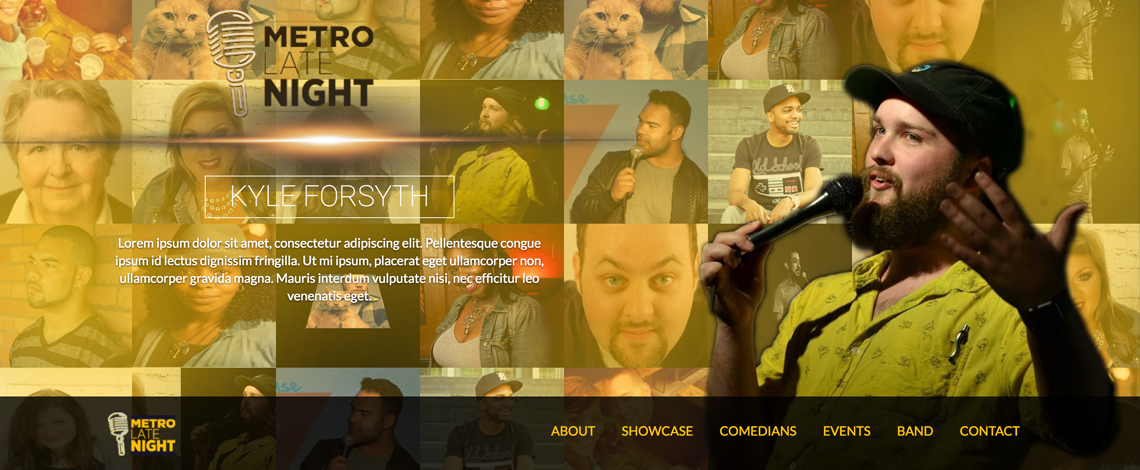 METRO
LATE
NIGHT
KYLE FORSYTH
Lorem ipsum dolor sit amet, consectetur adipiscing elit. Pellentesque congue
ipsum id lectus dignissim fringilla. Ut mi ipsum, placerat eget ullamcorper non,
ullamcorper gravida magna. Mauris interdum vulputate nisi, nec efficitur leo
venenatis eget.
Old School
METRO
LATE
NIGHT
ABOUT SHOWCASE COMEDIANS EVENTS BAND CONTACT